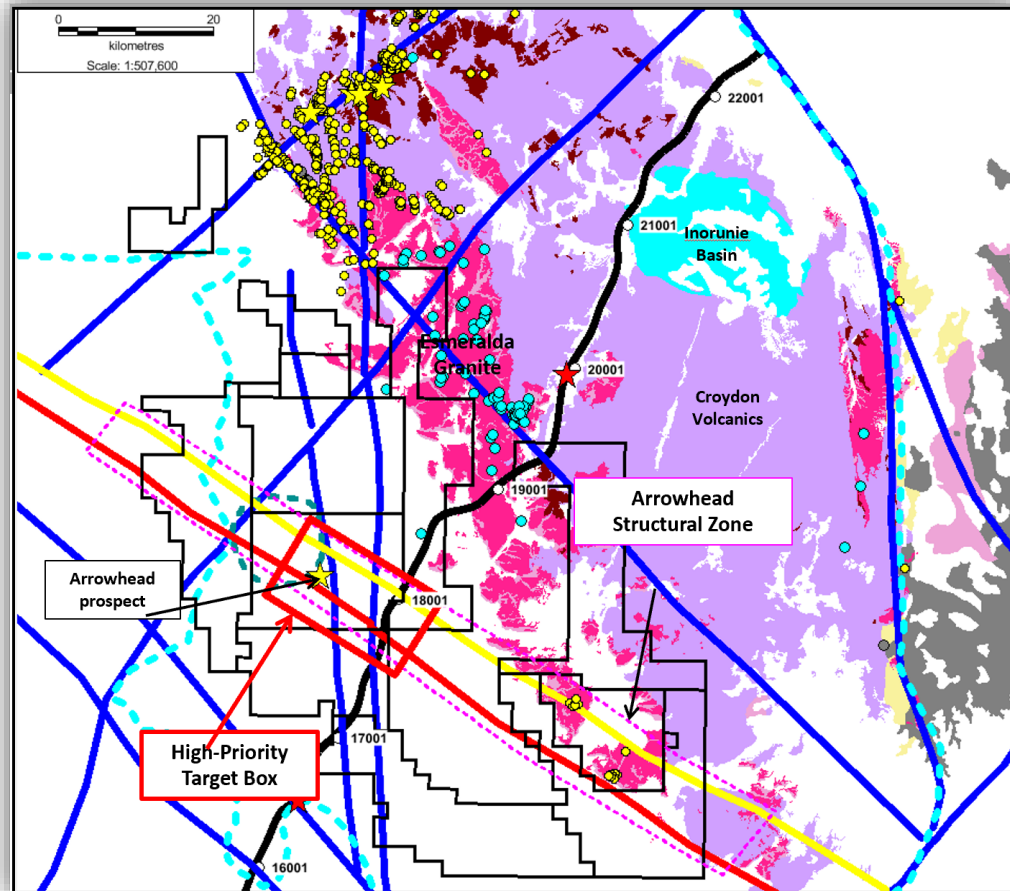 0 20
kilometres
Scale: 1:507,600
22001
21001
Inorunie
Basin
Esmeralda
Granite
20001
Croydon
Volcanics
19001
Arrowhead
Structural Zone
Arrowhead
prospect
18001
17001
High-Priority
Target Box
16001